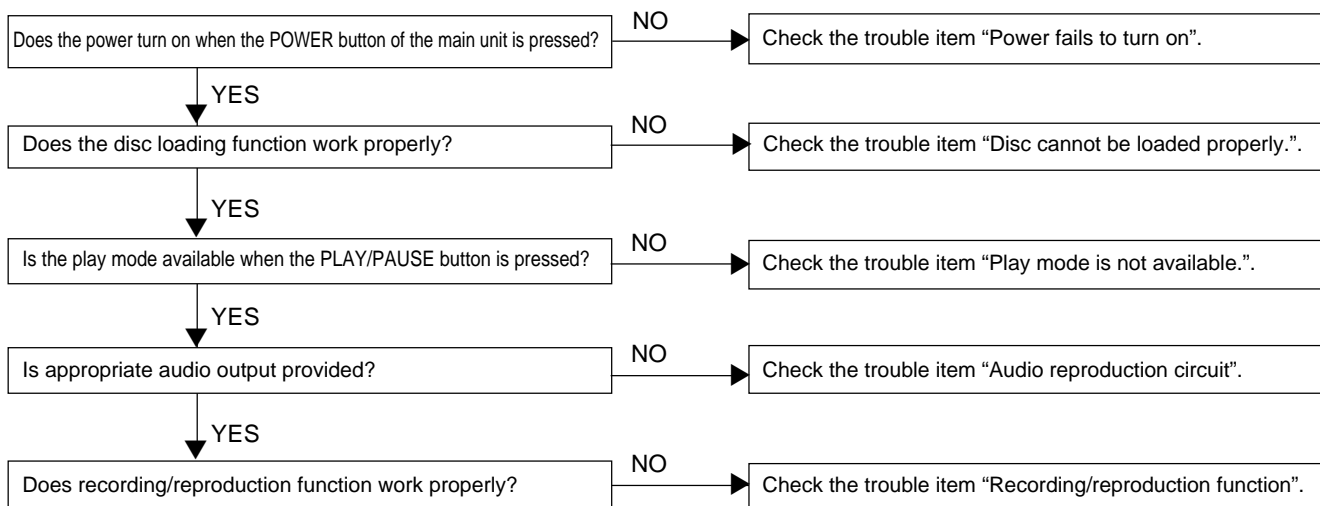 Does the power turn on when the POWER button of the main unit is pressed?
NO
Check the trouble item “Power fails to turn on”.
YES
Does the disc loading function work properly?
NO
Check the trouble item “Disc cannot be loaded properly.”.
YES
Is the play mode available when the PLAY/PAUSE button is pressed?
NO
Check the trouble item “Play mode is not available.”.
YES
Is appropriate audio output provided?
NO
Check the trouble item “Audio reproduction circuit”.
YES
Does recording/reproduction function work properly?
NO
Check the trouble item “Recording/reproduction function”.